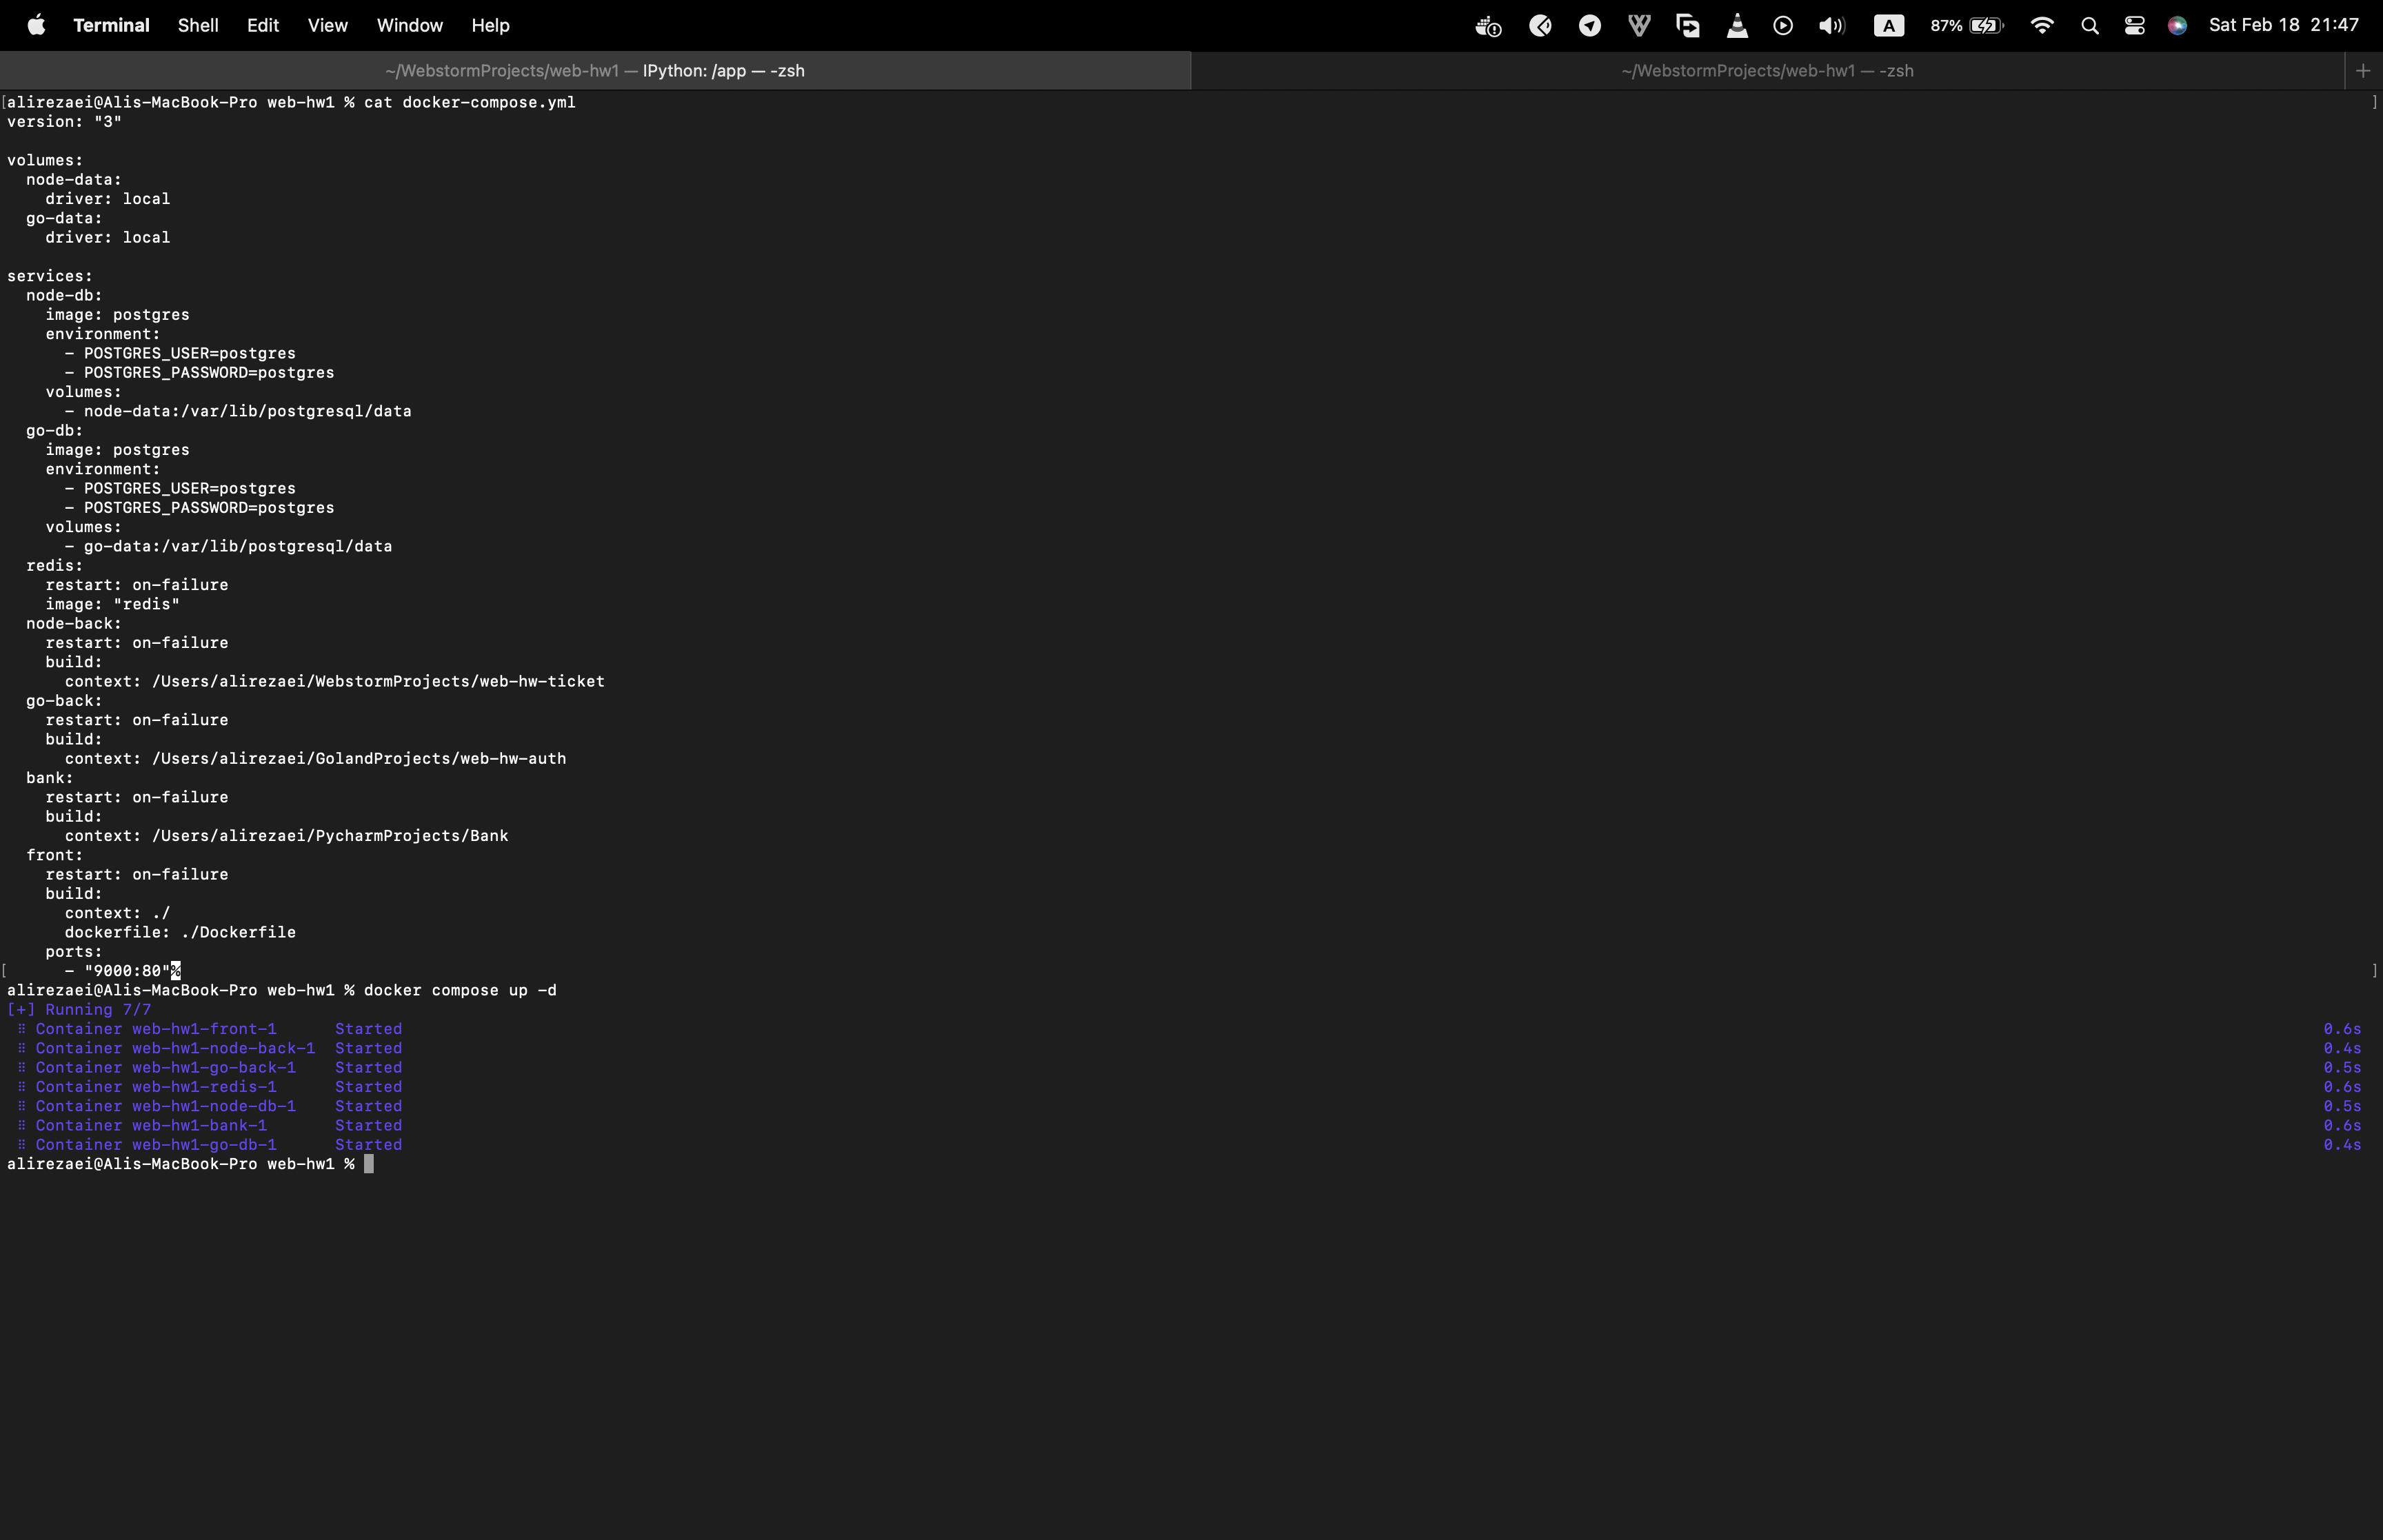 Terminal Shell Edit View Window Help A 87% Sat Feb 18 21:47
~/WebstormProjects/web-hw1 — IPython: /app — -zsh ~/WebstormProjects/web-hw1 — -zsh +
[alirezaei@Alis-MacBook-Pro web-hw1 % cat docker-compose.yml ]
version: "3"

volumes:
  node-data:
    driver: local
  go-data:
    driver: local

services:
  node-db:
    image: postgres
    environment:
      - POSTGRES_USER=postgres
      - POSTGRES_PASSWORD=postgres
    volumes:
      - node-data:/var/lib/postgresql/data
  go-db:
    image: postgres
    environment:
      - POSTGRES_USER=postgres
      - POSTGRES_PASSWORD=postgres
    volumes:
      - go-data:/var/lib/postgresql/data
  redis:
    restart: on-failure
    image: "redis"
  node-back:
    restart: on-failure
    build:
      context: /Users/alirezaei/WebstormProjects/web-hw-ticket
  go-back:
    restart: on-failure
    build:
      context: /Users/alirezaei/GolandProjects/web-hw-auth
  bank:
    restart: on-failure
    build:
      context: /Users/alirezaei/PycharmProjects/Bank
  front:
    restart: on-failure
    build:
      context: ./
      dockerfile: ./Dockerfile
    ports:
[      - "9000:80"% ]
alirezaei@Alis-MacBook-Pro web-hw1 % docker compose up -d
[+] Running 7/7
 ⠿ Container web-hw1-front-1      Started 0.6s
 ⠿ Container web-hw1-node-back-1  Started 0.4s
 ⠿ Container web-hw1-go-back-1    Started 0.5s
 ⠿ Container web-hw1-redis-1      Started 0.6s
 ⠿ Container web-hw1-node-db-1    Started 0.5s
 ⠿ Container web-hw1-bank-1       Started 0.6s
 ⠿ Container web-hw1-go-db-1      Started 0.4s
alirezaei@Alis-MacBook-Pro web-hw1 %